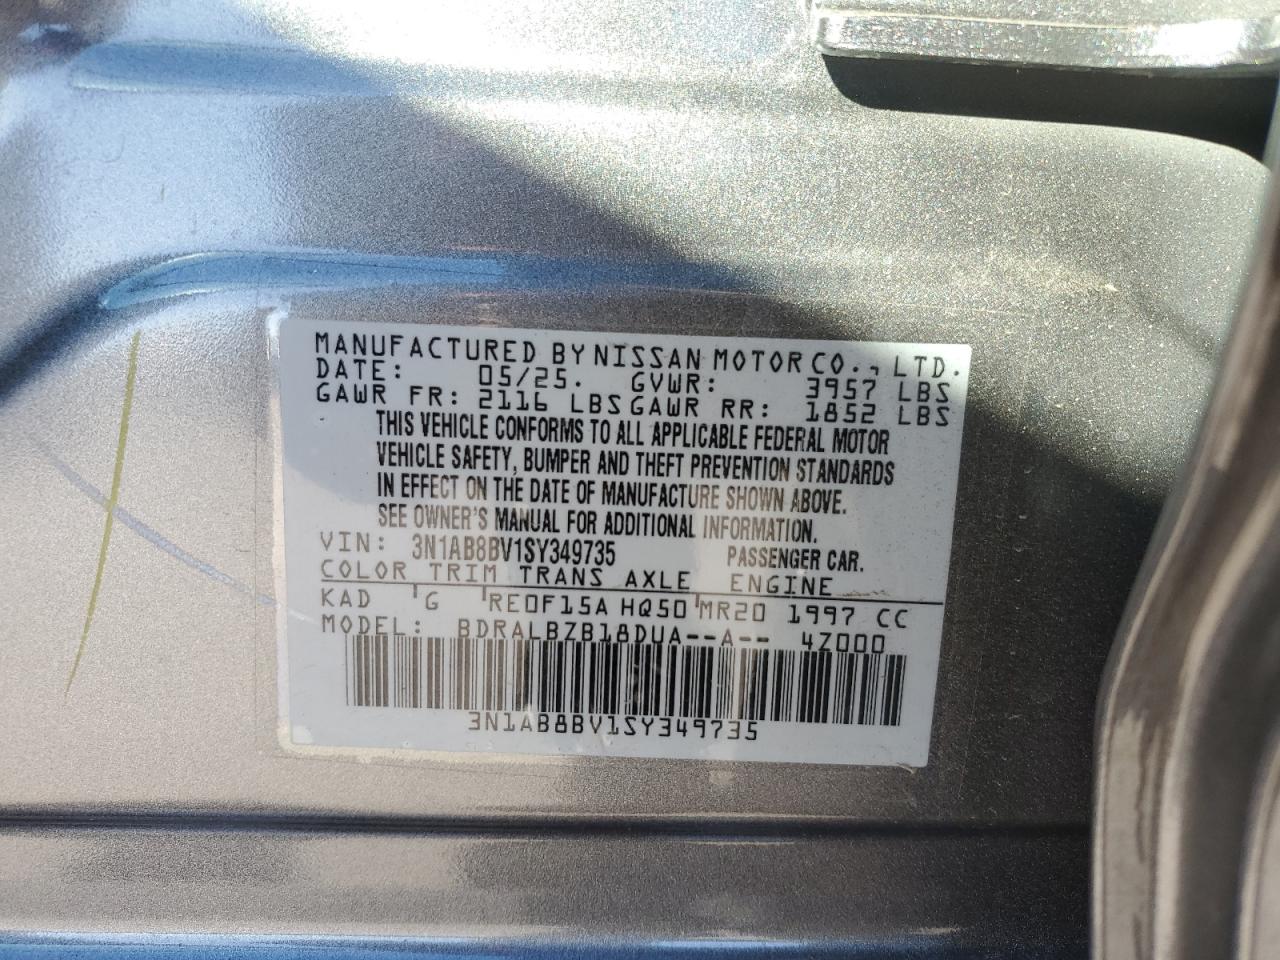 MANUFACTURED BY NISSAN MOTOR CO., LTD.
DATE: 05/25. GVWR: 3957 LBS
GAWR FR: 2116 LBS GAWR RR: 1852 LBS
THIS VEHICLE CONFORMS TO ALL APPLICABLE FEDERAL MOTOR
VEHICLE SAFETY, BUMPER AND THEFT PREVENTION STANDARDS
IN EFFECT ON THE DATE OF MANUFACTURE SHOWN ABOVE.
SEE OWNER'S MANUAL FOR ADDITIONAL INFORMATION.
VIN: 3N1AB8BV1SY349735 PASSENGER CAR.
COLOR TRIM TRANS AXLE ENGINE
KAD G RE0F15A HQ50 MR20 1997 CC
MODEL: BDRALBZB18DUA--A-- 4Z000
3N1AB8BV1SY349735